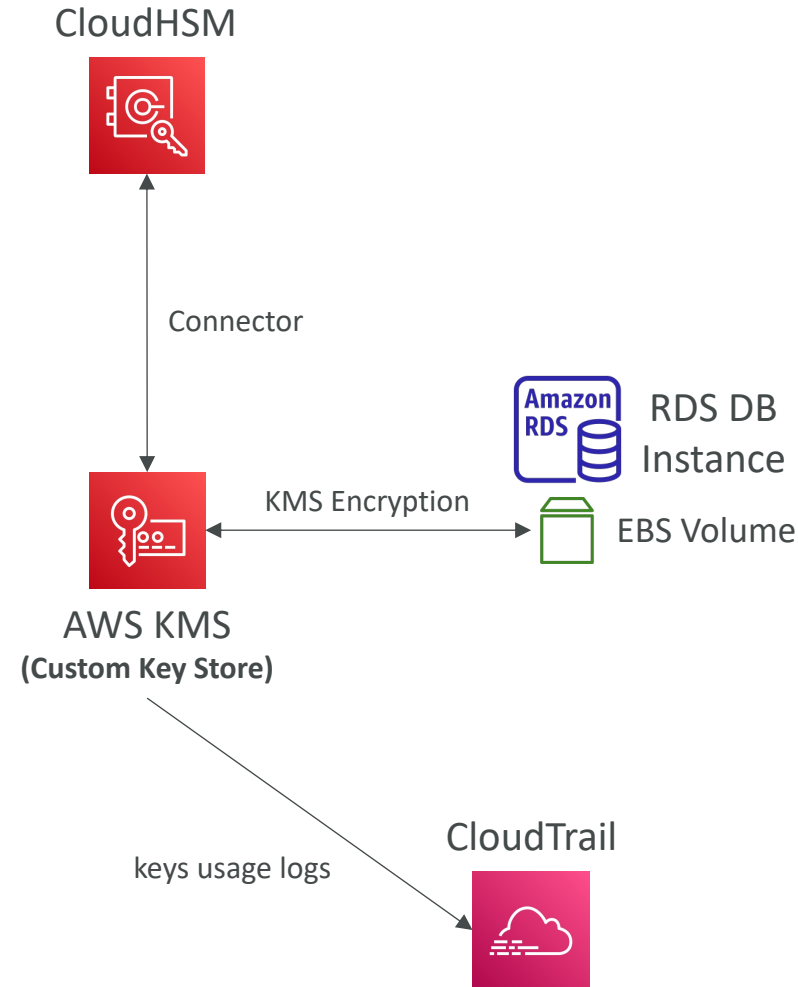 CloudHSM
Connector
Amazon
RDS
RDS DB
Instance
KMS Encryption
EBS Volume
AWS KMS
(Custom Key Store)
CloudTrail
keys usage logs